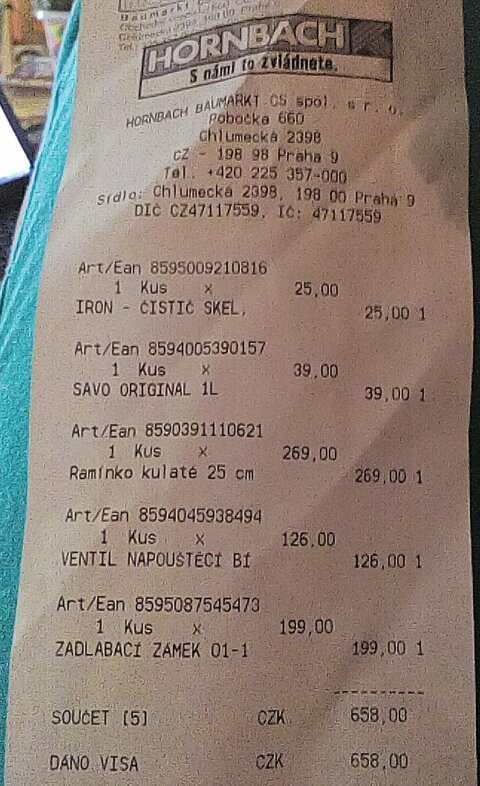 Baumarkt
Chlumecká 2398,
Tel.
HORNBACH
S námi to zvládnete.
HORNBACH BAUMARKT CS spol. s r.o.
Pobočka 660
Chlumecká 2398
CZ - 198 98 Praha 9
Tel. +420 225 357-000
Sídlo: Chlumecká 2398, 198 00 Praha 9
DIČ CZ47117559, IČ: 47117559
Art/Ean 8595009210816
1 Kus x 25,00
IRON - ČISTIČ SKEL, 25,00 1
Art/Ean 8594005390157
1 Kus x 39,00
SAVO ORIGINAL 1L 39,00 1
Art/Ean 8590391110621
1 Kus x 269,00
Ramínko kulaté 25 cm 269,00 1
Art/Ean 8594045938494
1 Kus x 126,00
VENTIL NAPOUŠTĚCÍ BÍ 126,00 1
Art/Ean 8595087545473
1 Kus x 199,00
ZADLABACÍ ZÁMEK 01-1 199,00 1
----------
SOUČET [5] CZK 658,00
DÁNO VISA CZK 658,00